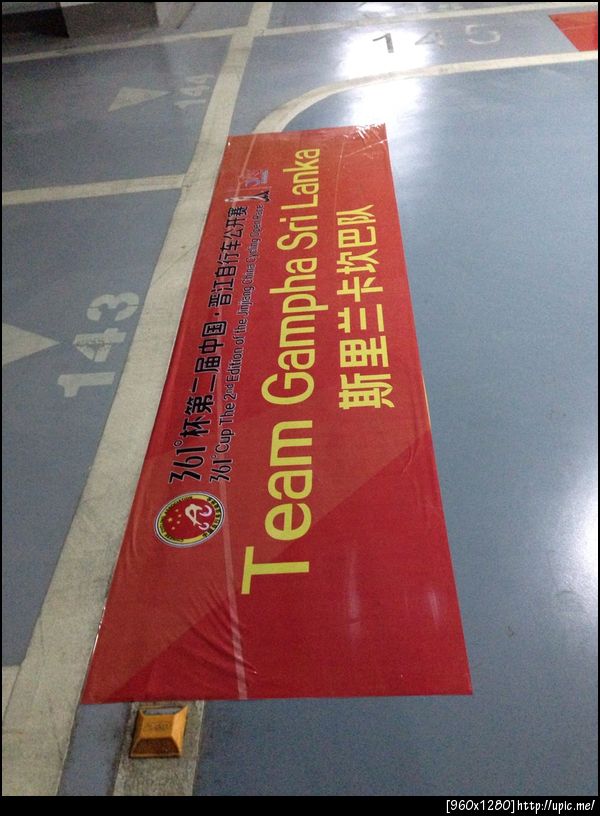 361°杯第二届中国·晋江自行车公开赛
361° Cup The 2nd Edition of the Jinjiang China Cycling Open Race
Team Gampha Sri Lanka
斯里兰卡坎巴队
144
143
[960x1280]http://upic.me/